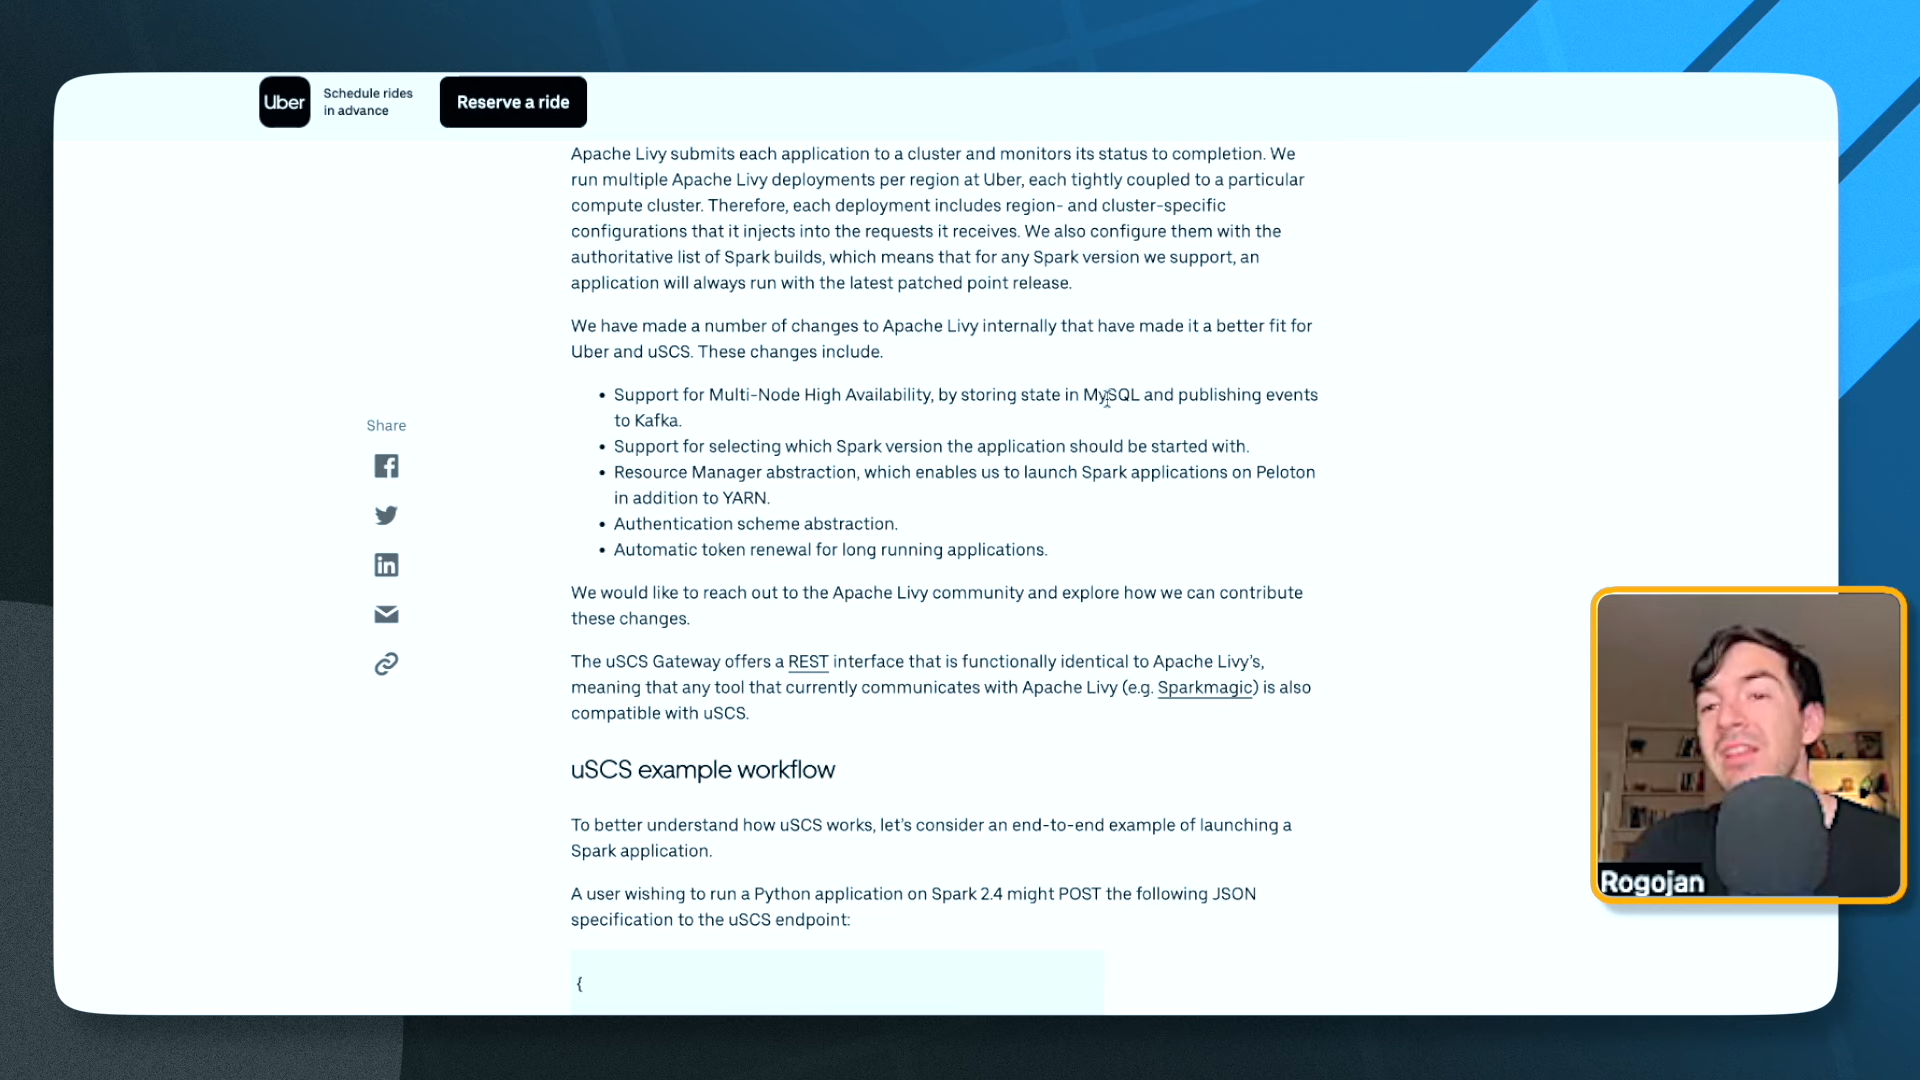 Uber
Schedule rides
in advance
Reserve a ride
Apache Livy submits each application to a cluster and monitors its status to completion. We
run multiple Apache Livy deployments per region at Uber, each tightly coupled to a particular
compute cluster. Therefore, each deployment includes region- and cluster-specific
configurations that it injects into the requests it receives. We also configure them with the
authoritative list of Spark builds, which means that for any Spark version we support, an
application will always run with the latest patched point release.
We have made a number of changes to Apache Livy internally that have made it a better fit for
Uber and uSCS. These changes include.
• Support for Multi-Node High Availability, by storing state in MySQL and publishing events
to Kafka.
• Support for selecting which Spark version the application should be started with.
• Resource Manager abstraction, which enables us to launch Spark applications on Peloton
in addition to YARN.
• Authentication scheme abstraction.
• Automatic token renewal for long running applications.
Share
We would like to reach out to the Apache Livy community and explore how we can contribute
these changes.
The uSCS Gateway offers a REST interface that is functionally identical to Apache Livy's,
meaning that any tool that currently communicates with Apache Livy (e.g. Sparkmagic) is also
compatible with uSCS.
uSCS example workflow
To better understand how uSCS works, let's consider an end-to-end example of launching a
Spark application.
A user wishing to run a Python application on Spark 2.4 might POST the following JSON
specification to the uSCS endpoint:
{
Rogojan